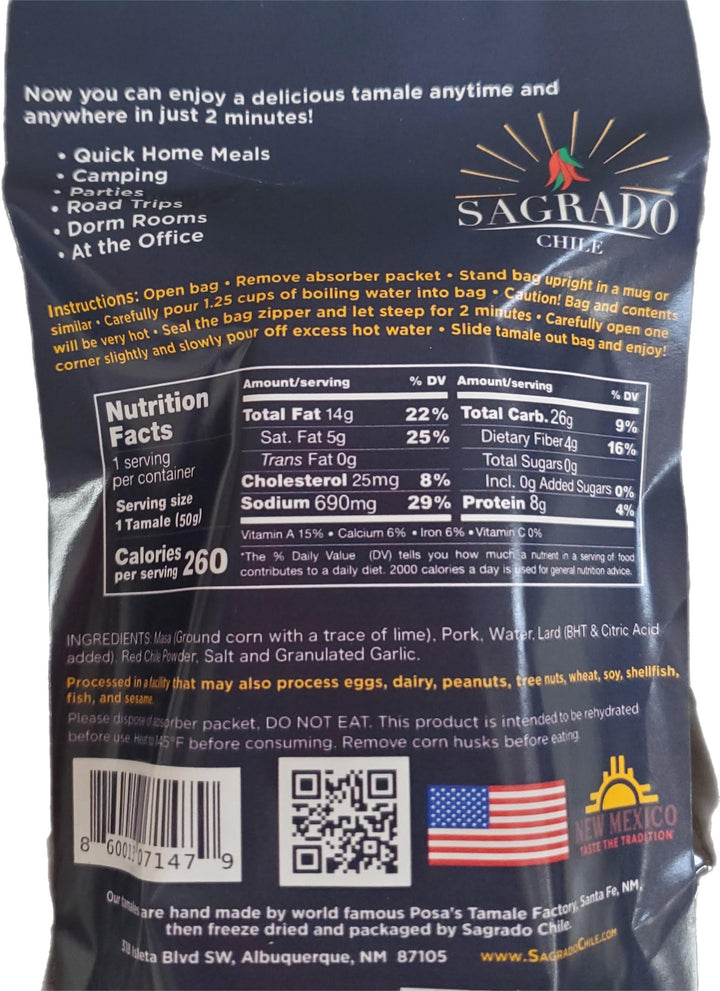 Now you can enjoy a delicious tamale anytime and
anywhere in just 2 minutes!
• Quick Home Meals
• Camping
• Parties
• Road Trips
• Dorm Rooms
• At the Office
SAGRADO
CHILE
Instructions: Open bag • Remove absorber packet • Stand bag upright in a mug or
similar • Carefully pour 1.25 cups of boiling water into bag • Caution! Bag and contents
will be very hot • Seal the bag zipper and let steep for 2 minutes • Carefully open one
corner slightly and slowly pour off excess hot water • Slide tamale out bag and enjoy!
Nutrition
Facts
1 serving
per container
Serving size
1 Tamale (50g)
Calories
per serving 260
Amount/serving % DV
Total Fat 14g 22%
Sat. Fat 5g 25%
Trans Fat 0g
Cholesterol 25mg 8%
Sodium 690mg 29%
Amount/serving % DV
Total Carb. 26g 9%
Dietary Fiber 4g 16%
Total Sugars 0g
Incl. 0g Added Sugars 0%
Protein 8g 4%
Vitamin A 15% • Calcium 6% • Iron 6% • Vitamin C 0%
*The % Daily Value (DV) tells you how much a nutrient in a serving of food
contributes to a daily diet. 2000 calories a day is used for general nutrition advice.
INGREDIENTS: Masa (Ground corn with a trace of lime), Pork, Water, Lard (BHT & Citric Acid
added), Red Chile Powder, Salt and Granulated Garlic.
Processed in a facility that may also process eggs, dairy, peanuts, tree nuts, wheat, soy, shellfish,
fish, and sesame
Please dispose of absorber packet, DO NOT EAT. This product is intended to be rehydrated
before use. Heat to 145°F before consuming. Remove corn husks before eating.
8 60013 07147 9
NEW MEXICO
TASTE THE TRADITION
Our tamales are hand made by world famous Posa's Tamale Factory, Santa Fe, NM,
then freeze dried and packaged by Sagrado Chile.
Isleta Blvd SW, Albuquerque, NM 87105 www.SagradoChile.com